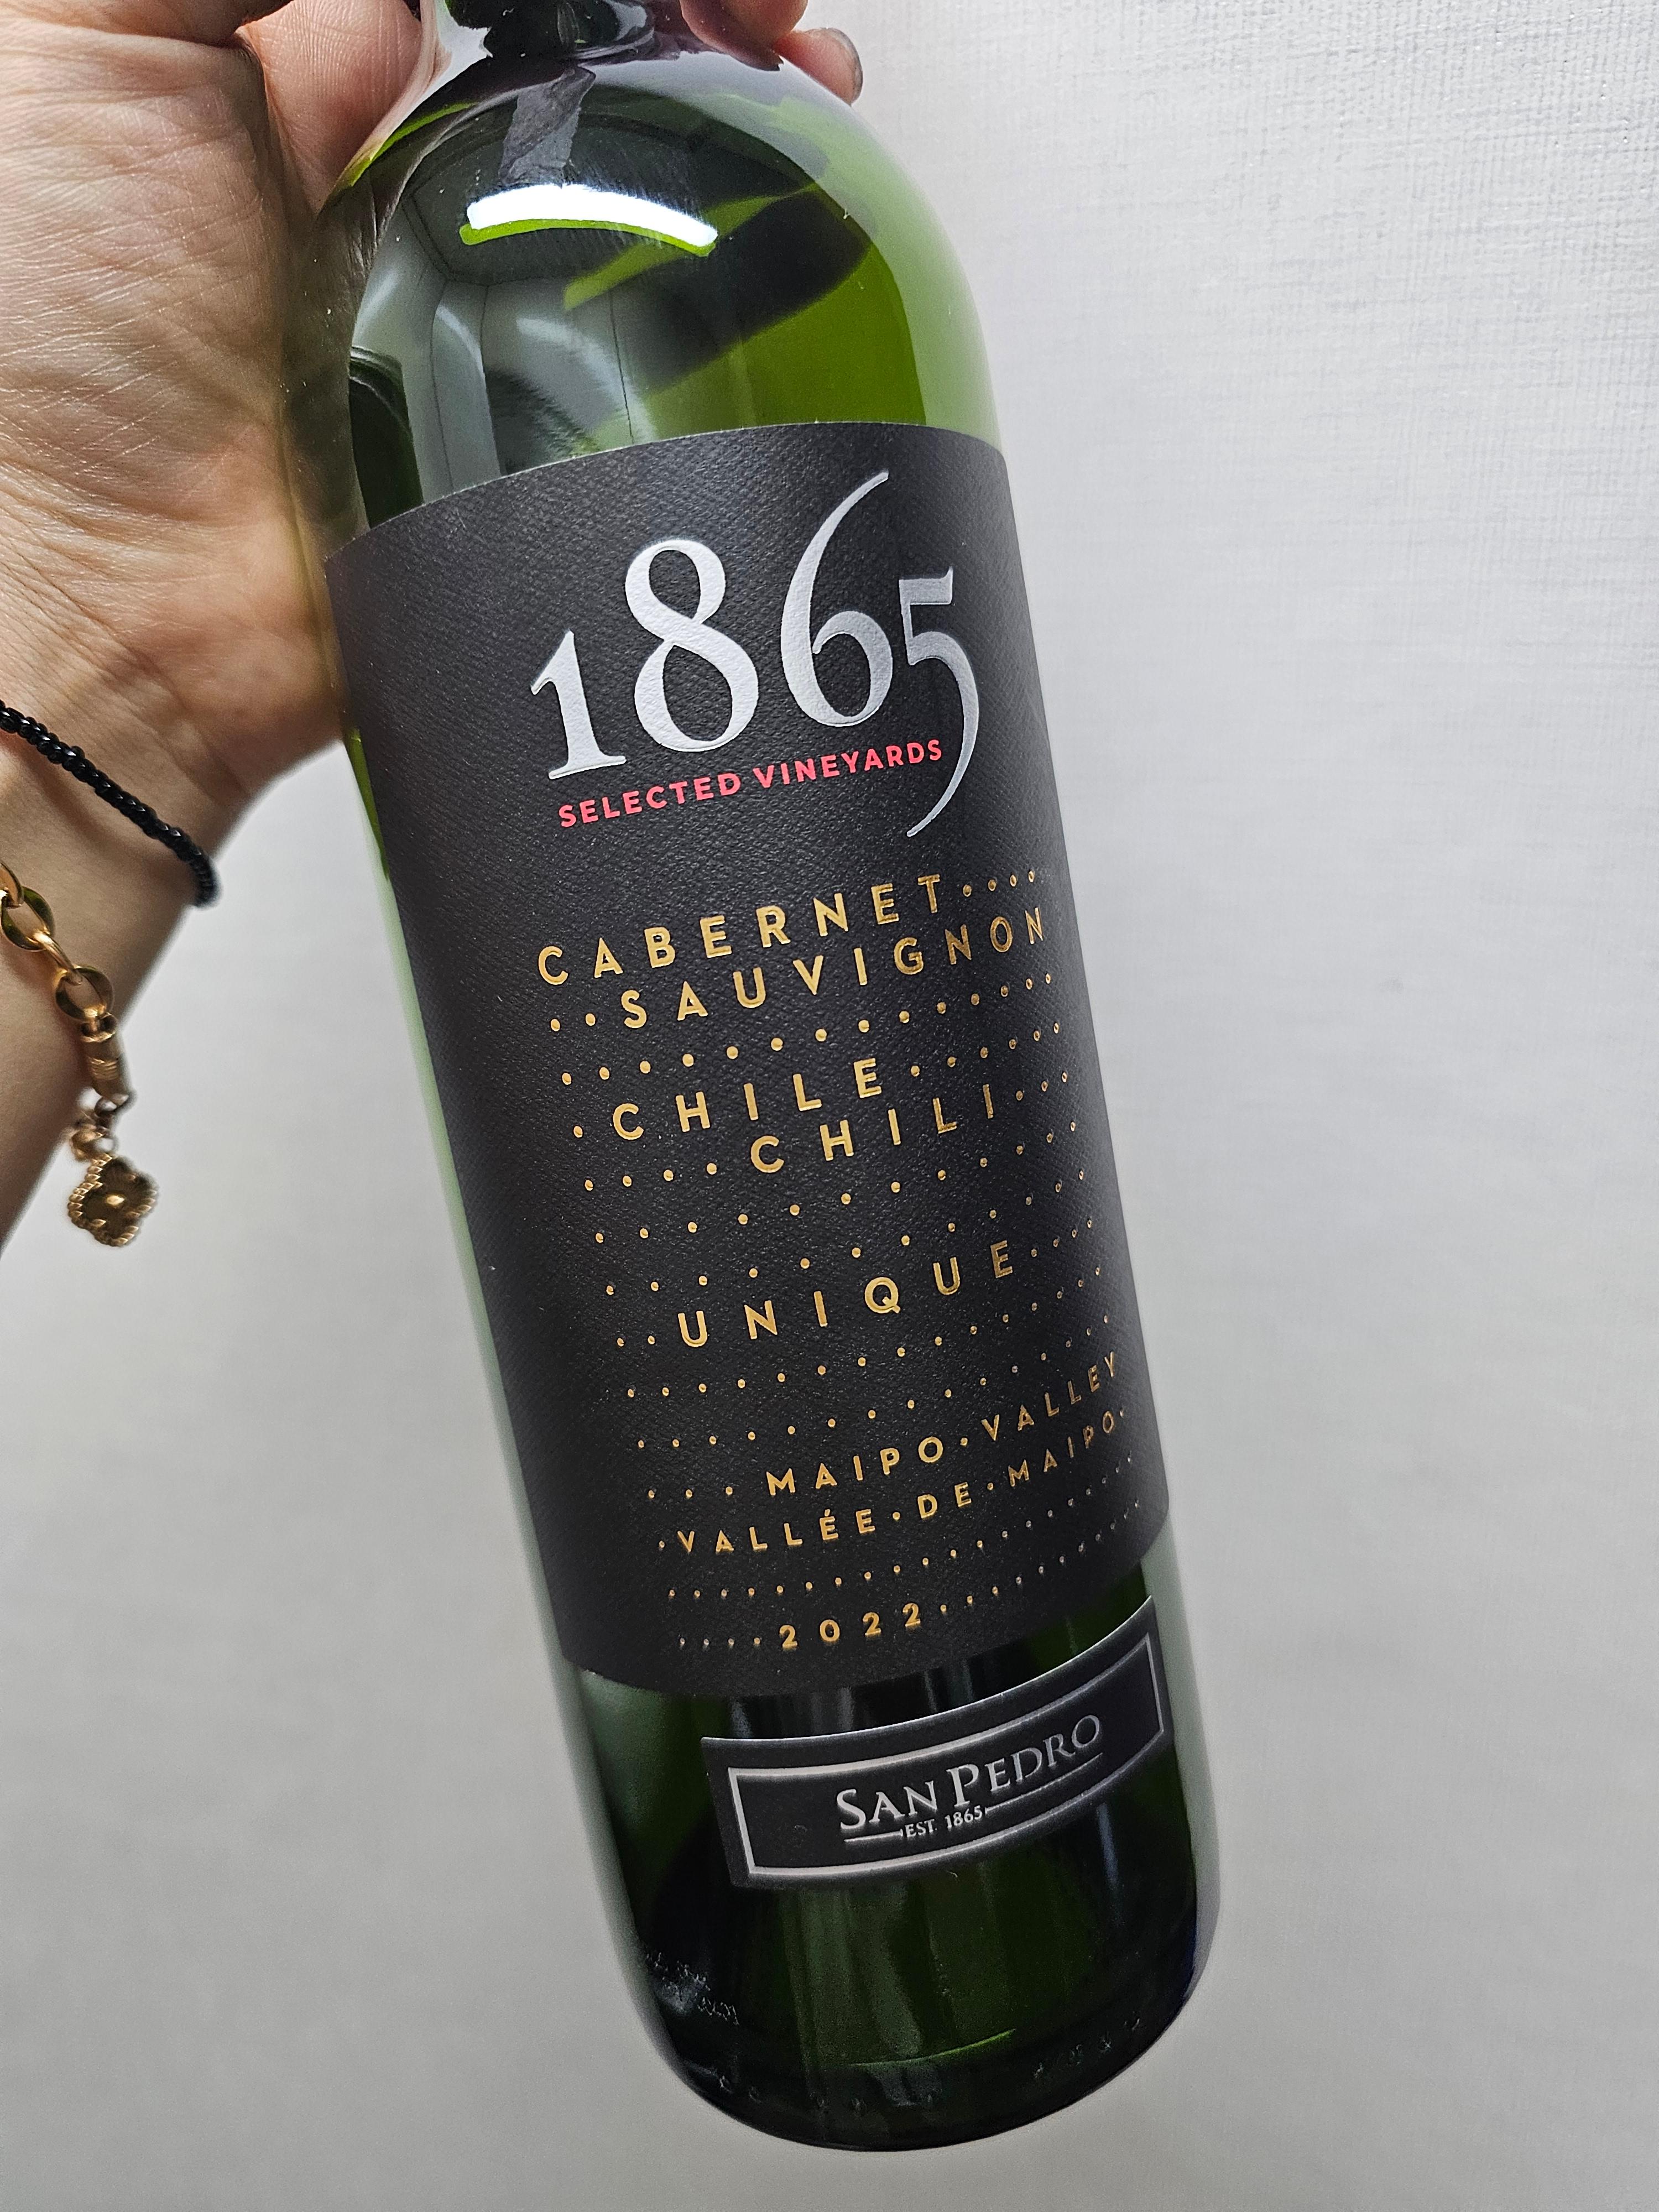 1865
SELECTED VINEYARDS
CABERNET
SAUVIGNON
CHILE
CHILI
UNIQUE
MAIPO·VALLEY
VALLÉE·DE·MAIPO
2022
SAN PEDRO
EST. 1865